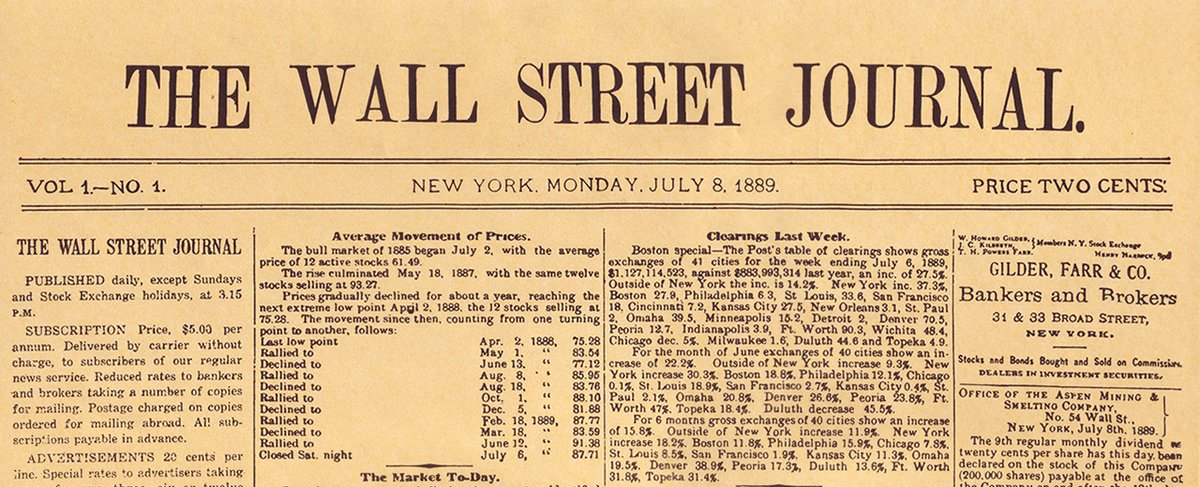 THE WALL STREET JOURNAL.
VOL 1.—NO. 1.
NEW YORK, MONDAY, JULY 8, 1889.
PRICE TWO CENTS.
THE WALL STREET JOURNAL
PUBLISHED daily, except Sundays
and Stock Exchange holidays, at 3.15
P.M.
SUBSCRIPTION Price, $5.00 per
annum. Delivered by carrier without
charge, to subscribers of our regular
news service. Reduced rates to bankers
and brokers taking a number of copies
for mailing. Postage charged on copies
ordered for mailing abroad. All sub-
scriptions payable in advance.
ADVERTISEMENTS 20 cents per
line. Special rates to advertisers taking
Average Movement of Prices.
The bull market of 1885 began July 2, with the average
price of 12 active stocks 61.49.
The rise culminated May 18, 1887, with the same twelve
stocks selling at 93.27.
Prices gradually declined for about a year, reaching the
next extreme low point April 2, 1888, the 12 stocks selling at
75.28. The movement since then, counting from one turning
point to another, follows:
Last low point Apr. 2, 1888, 75.28
Rallied to May 1, " 83.54
Declined to June 13. " 77.12
Rallied to Aug. 8, " 85.95
Declined to Aug. 18, " 83.76
Rallied to Oct. 1, " 88.10
Declined to Dec. 5, " 81.88
Rallied to Feb. 18, 1889, 87.77
Declined to Mar. 18, " 83.59
Rallied to June 12, " 91.38
Closed Sat. night July 6, " 87.71
The Market To-Day.
Clearings Last Week.
Boston special—The Post's table of clearings shows gross
exchanges of 41 cities for the week ending July 6, 1889,
$1,127,114,523, against $883,993,314 last year, an inc. of 27.5%.
Outside of New York the inc. is 14.2%. New York inc. 37.3%,
Boston 27.9, Philadelphia 6 3, St Louis, 33.6, San Francisco
18, Cincinnati 7.2, Kansas City 27.5, New Orleans 3.1, St. Paul
2, Omaha 39.5, Minneapolis 15.2, Detroit 2, Denver 70.5,
Peoria 12.7, Indianapolis 3.9, Ft. Worth 90.3, Wichita 48.4,
Chicago dec. 5%. Milwaukee 1.6, Duluth 44.6 and Topeka 4.9.
For the month of June exchanges of 40 cities show an in-
crease of 22.2%. Outside of New York increase 9.3%. New
York increase 30.3%. Boston 18.8%, Philadelphia 12.1%, Chicago
0.1%, St. Louis 18.9%, San Francisco 2.7%, Kansas City 0.4%, St.
Paul 2.1%, Omaha 20.8%, Denver 26.6%, Peoria 23.8%, Ft.
Worth 47%. Topeka 18.4%. Duluth decrease 45.5%.
For 6 months gross exchanges of 40 cities show an increase
of 15.8%. Outside of New York increase 11.9%. New York
increase 18.2%. Boston 11.8%, Philadelphia 15.9%, Chicago 7.8%,
St. Louis 8.5%, San Francisco 1.9%, Kansas City 11.3%, Omaha
19.5%, Denver 38.9%, Peoria 17.3%, Duluth 13.6%, Ft. Worth
31.8%, Topeka 31.4%.
W. HOWARD GILDER,
J. C. KILBRETH,
T. H. POWERS FARR.
Members N. Y. Stock Exchange
GILDER, FARR & CO.
Bankers and Brokers
31 & 33 BROAD STREET,
NEW YORK.
Stocks and Bonds Bought and Sold on Commission.
DEALERS IN INVESTMENT SECURITIES.
OFFICE OF THE ASPEN MINING &
SMELTING COMPANY,
No. 54 Wall St.,
NEW YORK, July 8th. 1889.
The 9th regular monthly dividend
twenty cents per share has this day, been
declared on the stock of this Company
(200,000 shares) payable at the office of